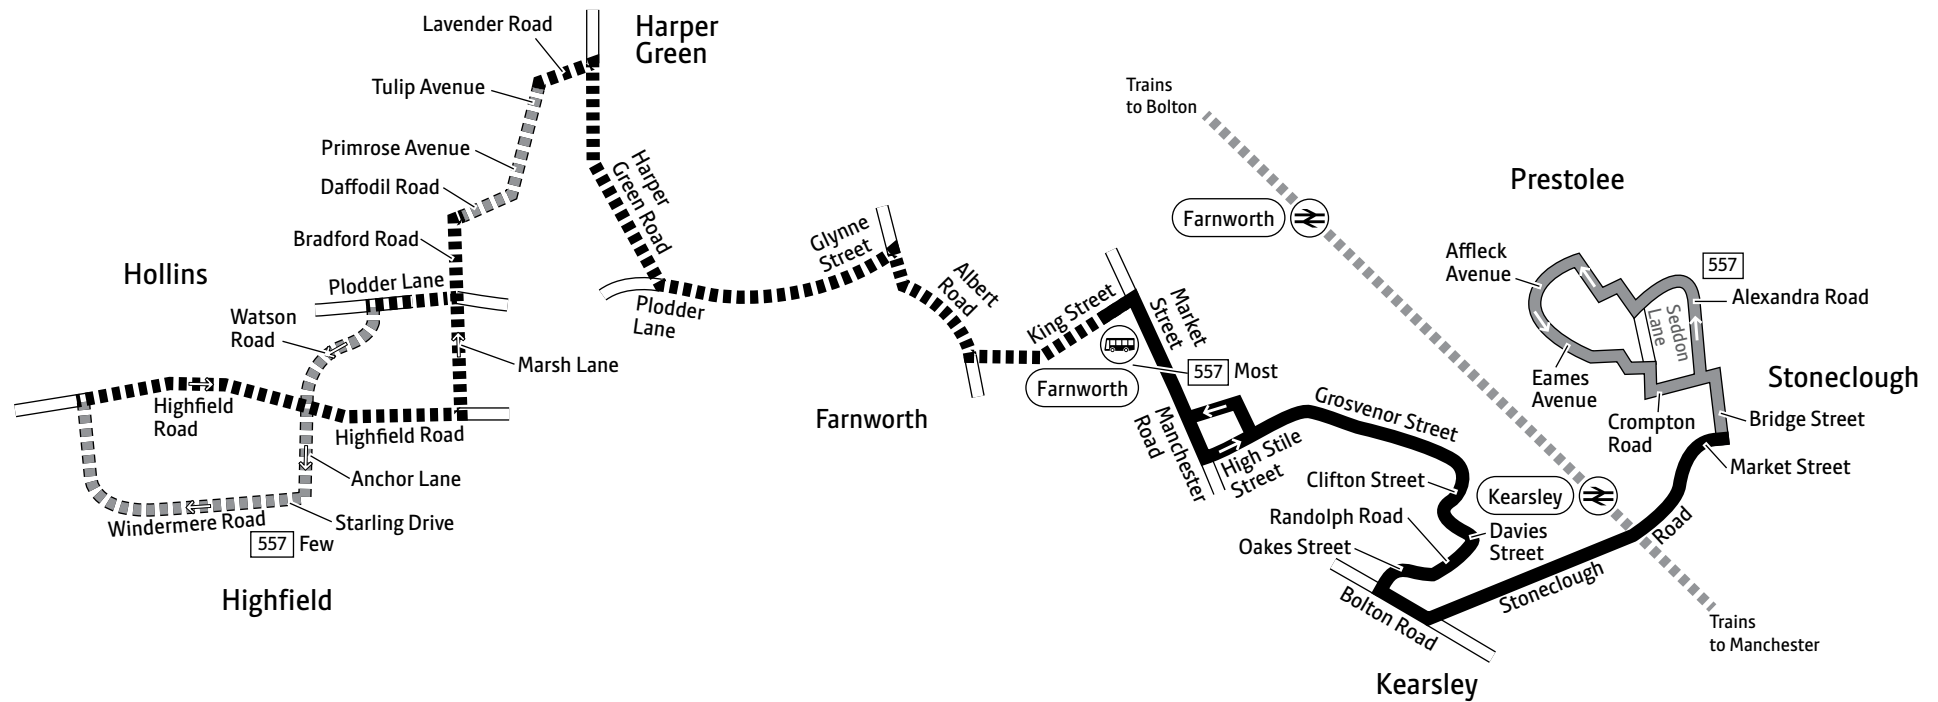 Lavender Road
Harper
Green
Tulip Avenue
Primrose Avenue
Daffodil Road
Bradford Road
Hollins
Plodder Lane
Watson
Road
Marsh Lane
Highfield
Road
Highfield Road
Anchor Lane
Windermere Road
Starling Drive
557 Few
Highfield
Harper
Green Road
Plodder
Lane
Glynne
Street
Albert
Road
Farnworth
King Street
Farnworth
Market
Street
557 Most
Manchester
Road
High Stile
Street
Grosvenor Street
Clifton Street
Randolph Road
Oakes Street
Davies
Street
Bolton Road
Kearsley
Stoneclough
Road
Kearsley
Trains
to Bolton
Farnworth
Trains
to Manchester
Prestolee
Affleck
Avenue
557
Alexandra Road
Seddon
Lane
Eames
Avenue
Crompton
Road
Stoneclough
Bridge Street
Market Street